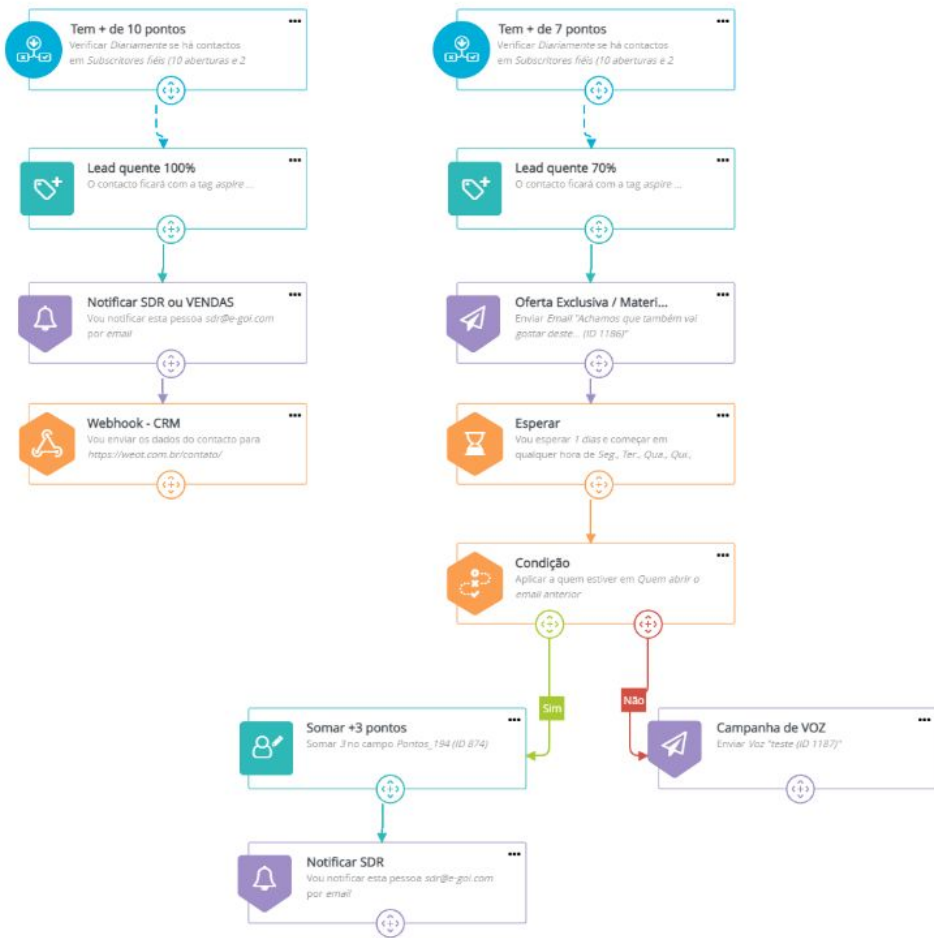 Tem + de 10 pontos
Verificar Diariamente se há contactos
em Subscritores fiéis (10 aberturas e 2
Lead quente 100%
O contacto ficará com a tag aspire ...
Notificar SDR ou VENDAS
Vou notificar esta pessoa sdr@e-goi.com
por email
Webhook - CRM
Vou enviar os dados do contacto para
https://weot.com.br/contato/
Tem + de 7 pontos
Verificar Diariamente se há contactos
em Subscritores fiéis (10 aberturas e 2
Lead quente 70%
O contacto ficará com a tag aspire ...
Oferta Exclusiva / Materi...
Enviar Email "Achamos que também vai
gostar deste... (ID 1186)"
Esperar
Vou esperar 1 dias e começar em
qualquer hora de Seg., Ter., Qua., Qui.,
Condição
Aplicar a quem estiver em Quem abrir o
email anterior
Sim
Não
Somar +3 pontos
Somar 3 no campo Pontos_194 (ID 874)
Notificar SDR
Vou notificar esta pessoa sdr@e-goi.com
por email
Campanha de VOZ
Enviar Voz "teste (ID 1187)"